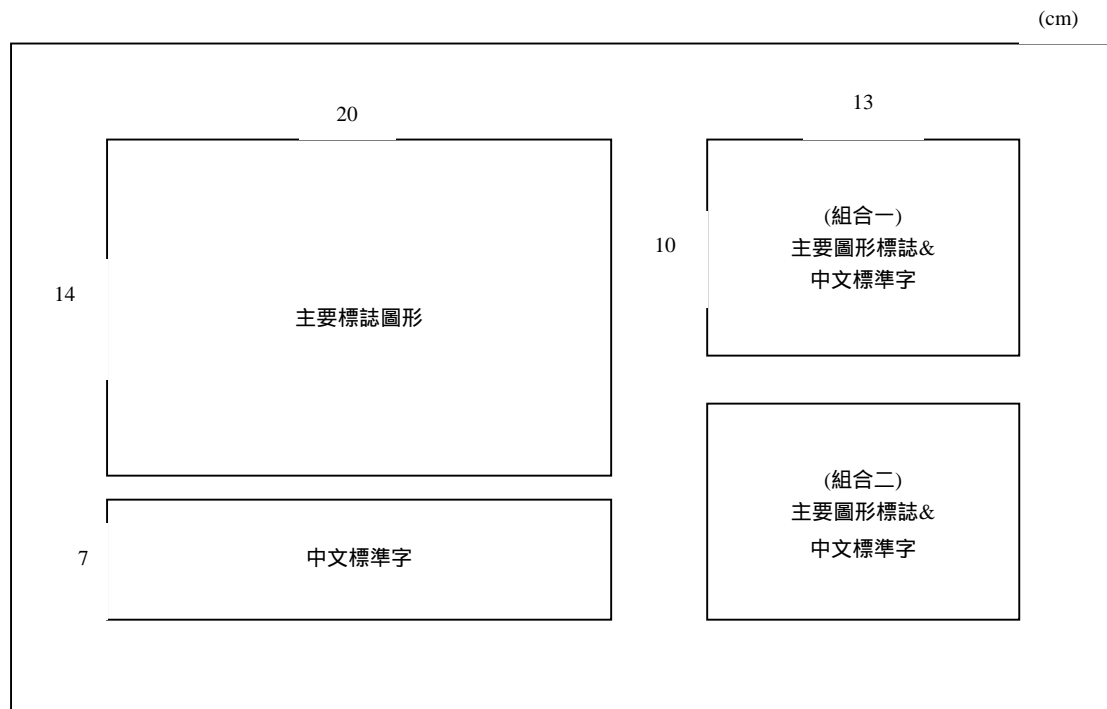 (cm)
20
13
14
主要標誌圖形
10
(組合一)
主要圖形標誌&
中文標準字
7
中文標準字
(組合二)
主要圖形標誌&
中文標準字